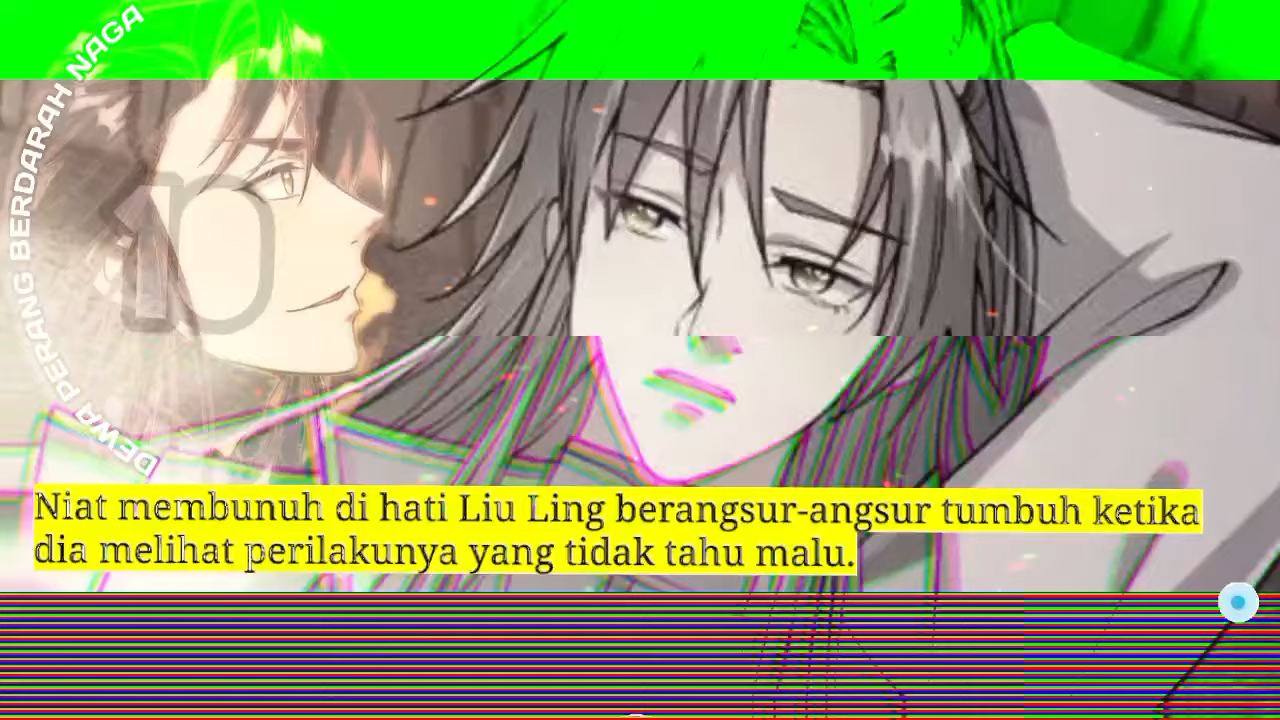 DEWA PERANG BERDARAH NAGA
Niat membunuh di hati Liu Ling berangsur-angsur tumbuh ketika
dia melihat perilakunya yang tidak tahu malu.